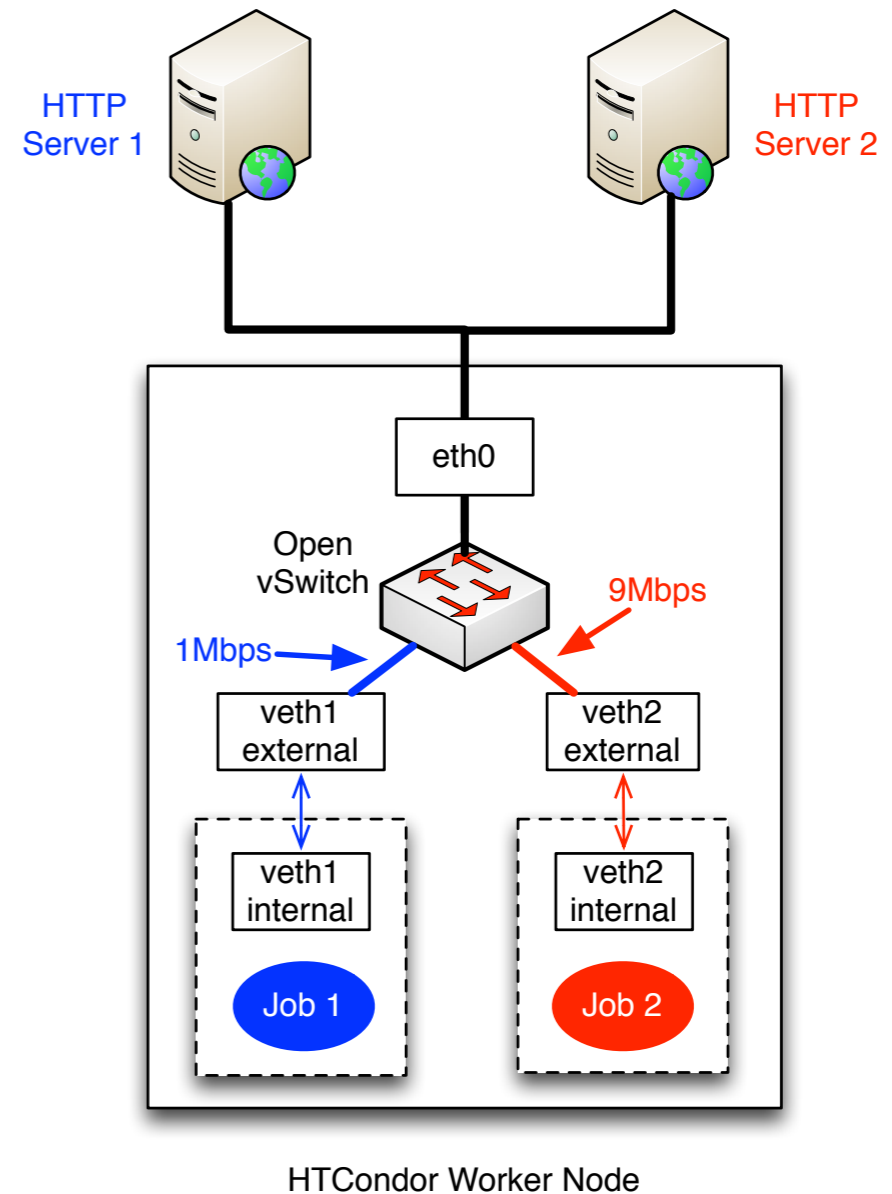 HTTP
Server 1
HTTP
Server 2
eth0
Open
vSwitch
9Mbps
1Mbps
veth1
external
veth2
external
veth1
internal
veth2
internal
Job 1
Job 2
HTCondor Worker Node